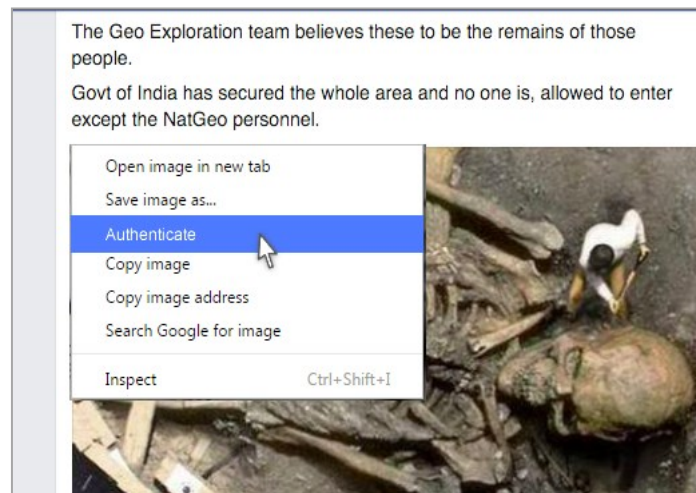 The Geo Exploration team believes these to be the remains of those
people.
Govt of India has secured the whole area and no one is, allowed to enter
except the NatGeo personnel.
Open image in new tab
Save image as...
Authenticate
Copy image
Copy image address
Search Google for image
Inspect Ctrl+Shift+I